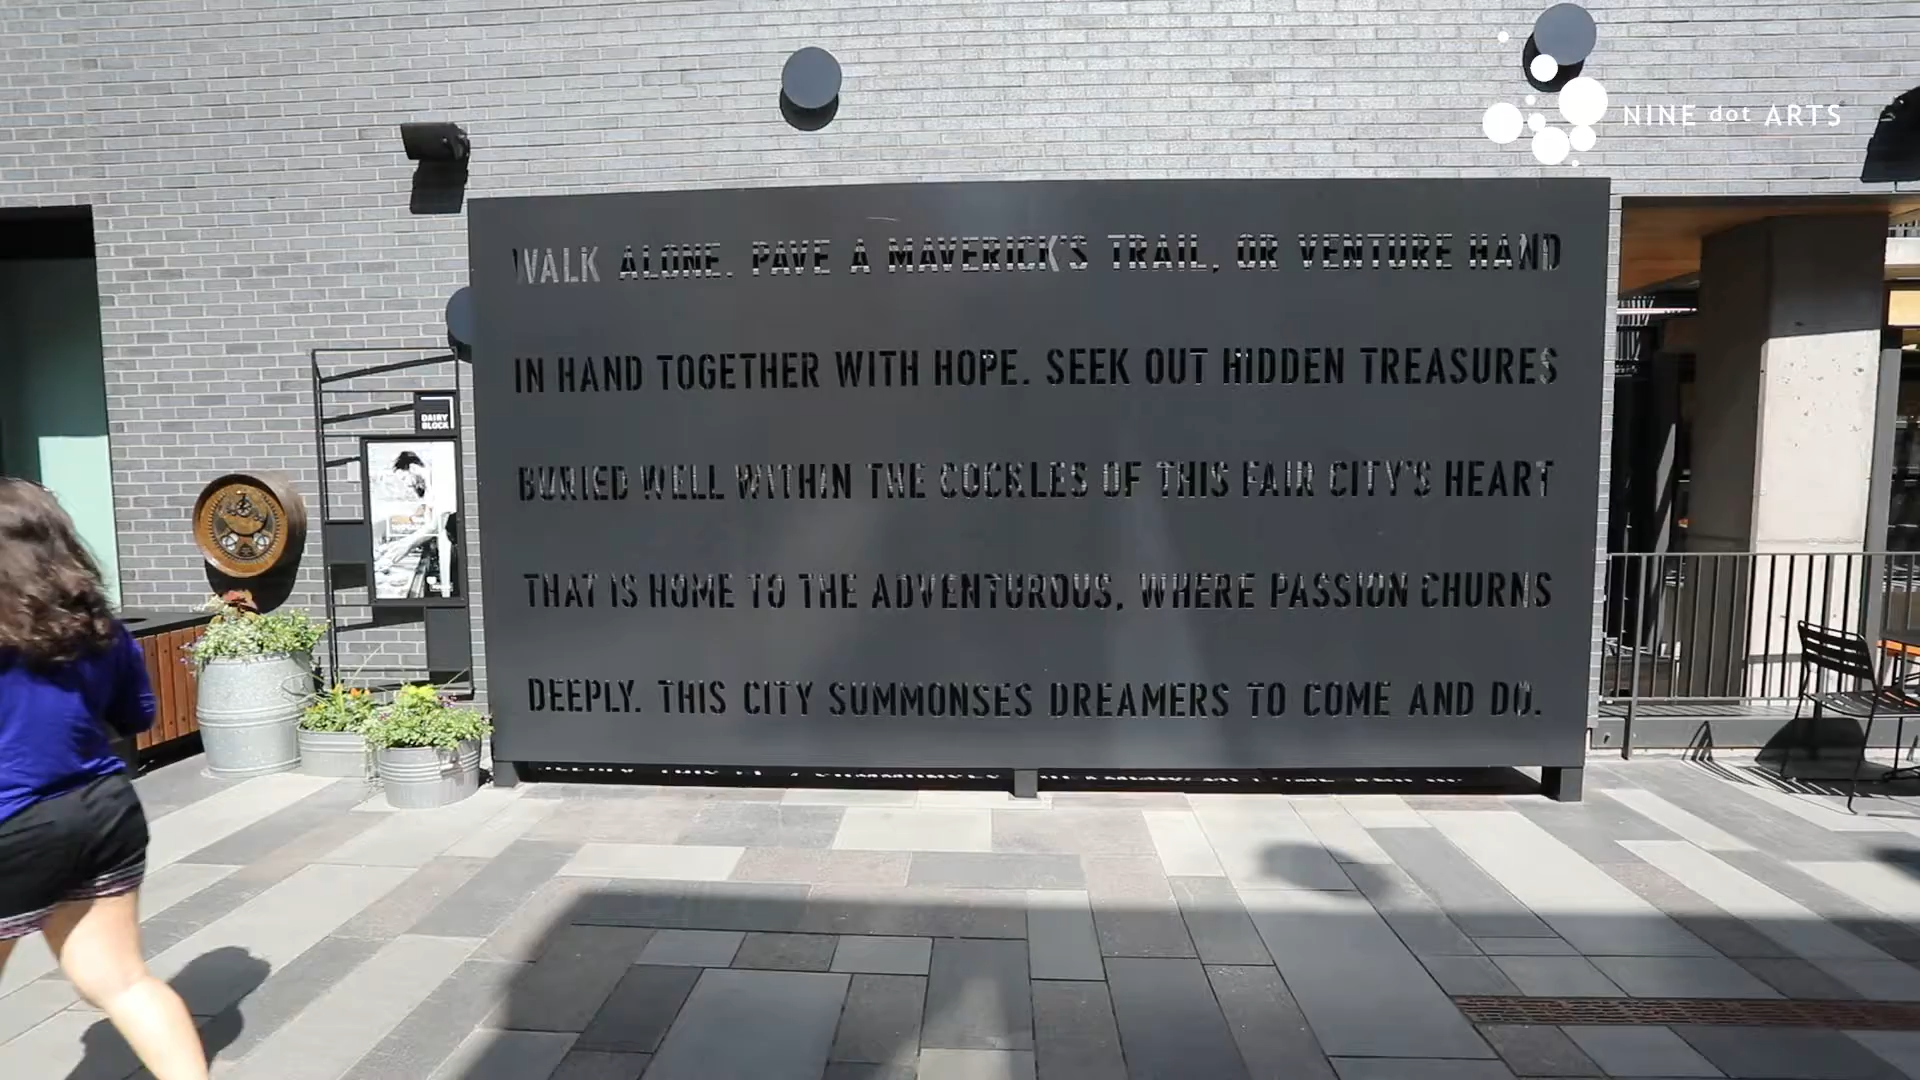 NINE dot ARTS
WALK ALONE. PAVE A MAVERICK'S TRAIL, OR VENTURE HAND
IN HAND TOGETHER WITH HOPE. SEEK OUT HIDDEN TREASURES
BURIED WELL WITHIN THE COCKLES OF THIS FAIR CITY'S HEART
THAT IS HOME TO THE ADVENTUROUS, WHERE PASSION CHURNS
DEEPLY. THIS CITY SUMMONSES DREAMERS TO COME AND DO.
DAIRY
BLOCK